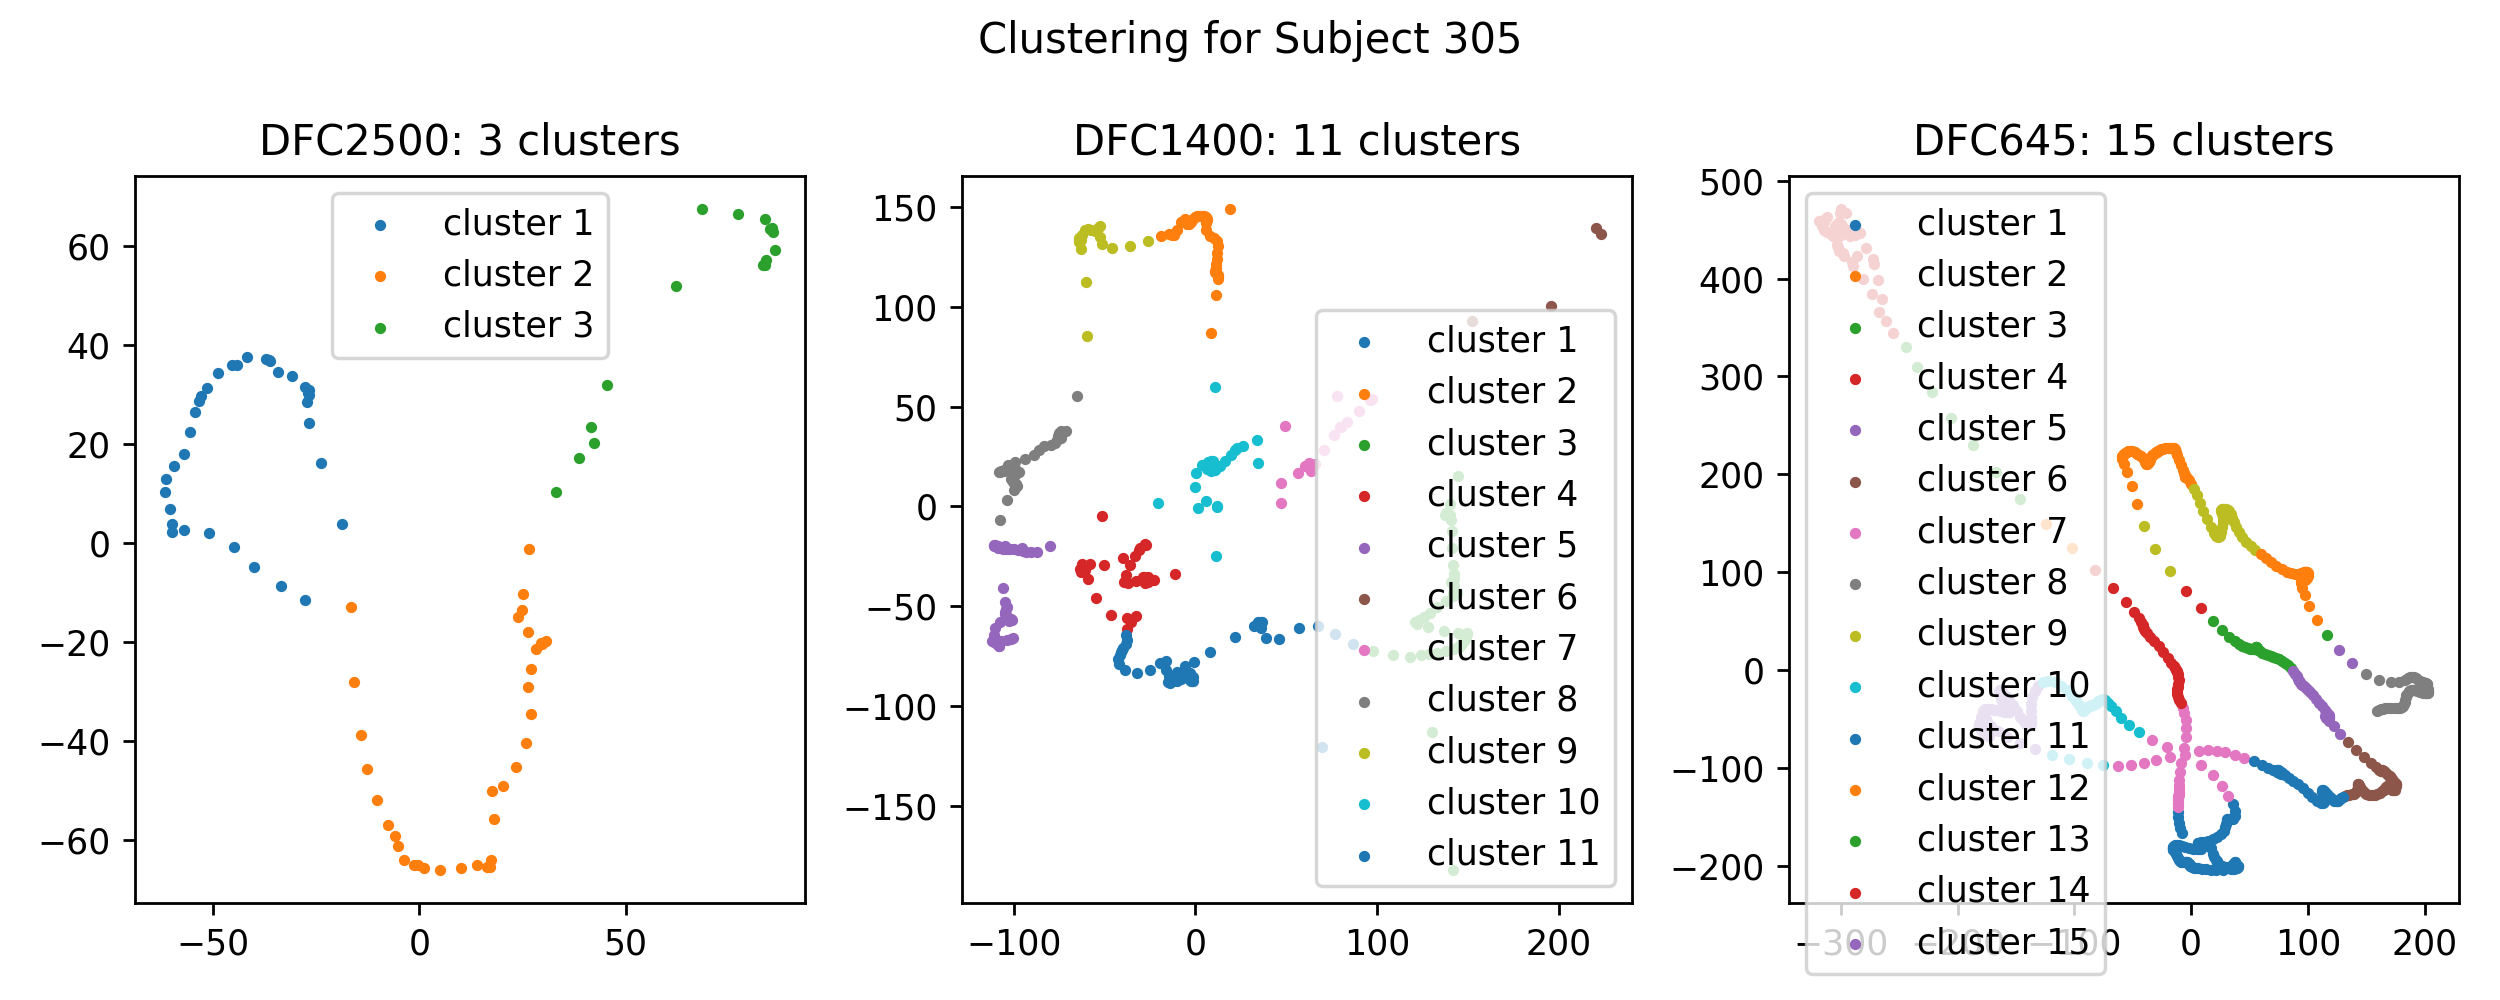 Clustering for Subject 305
DFC2500: 3 clusters
cluster 1
cluster 2
cluster 3
60
40
20
0
−20
−40
−60
−50 0 50
DFC1400: 11 clusters
cluster 1
cluster 2
cluster 3
cluster 4
cluster 5
cluster 6
cluster 7
cluster 8
cluster 9
cluster 10
cluster 11
150
100
50
0
−50
−100
−150
−100 0 100 200
DFC645: 15 clusters
cluster 1
cluster 2
cluster 3
cluster 4
cluster 5
cluster 6
cluster 7
cluster 8
cluster 9
cluster 10
cluster 11
cluster 12
cluster 13
cluster 14
cluster 15
500
400
300
200
100
0
−100
−200
−300 −200 −100 0 100 200